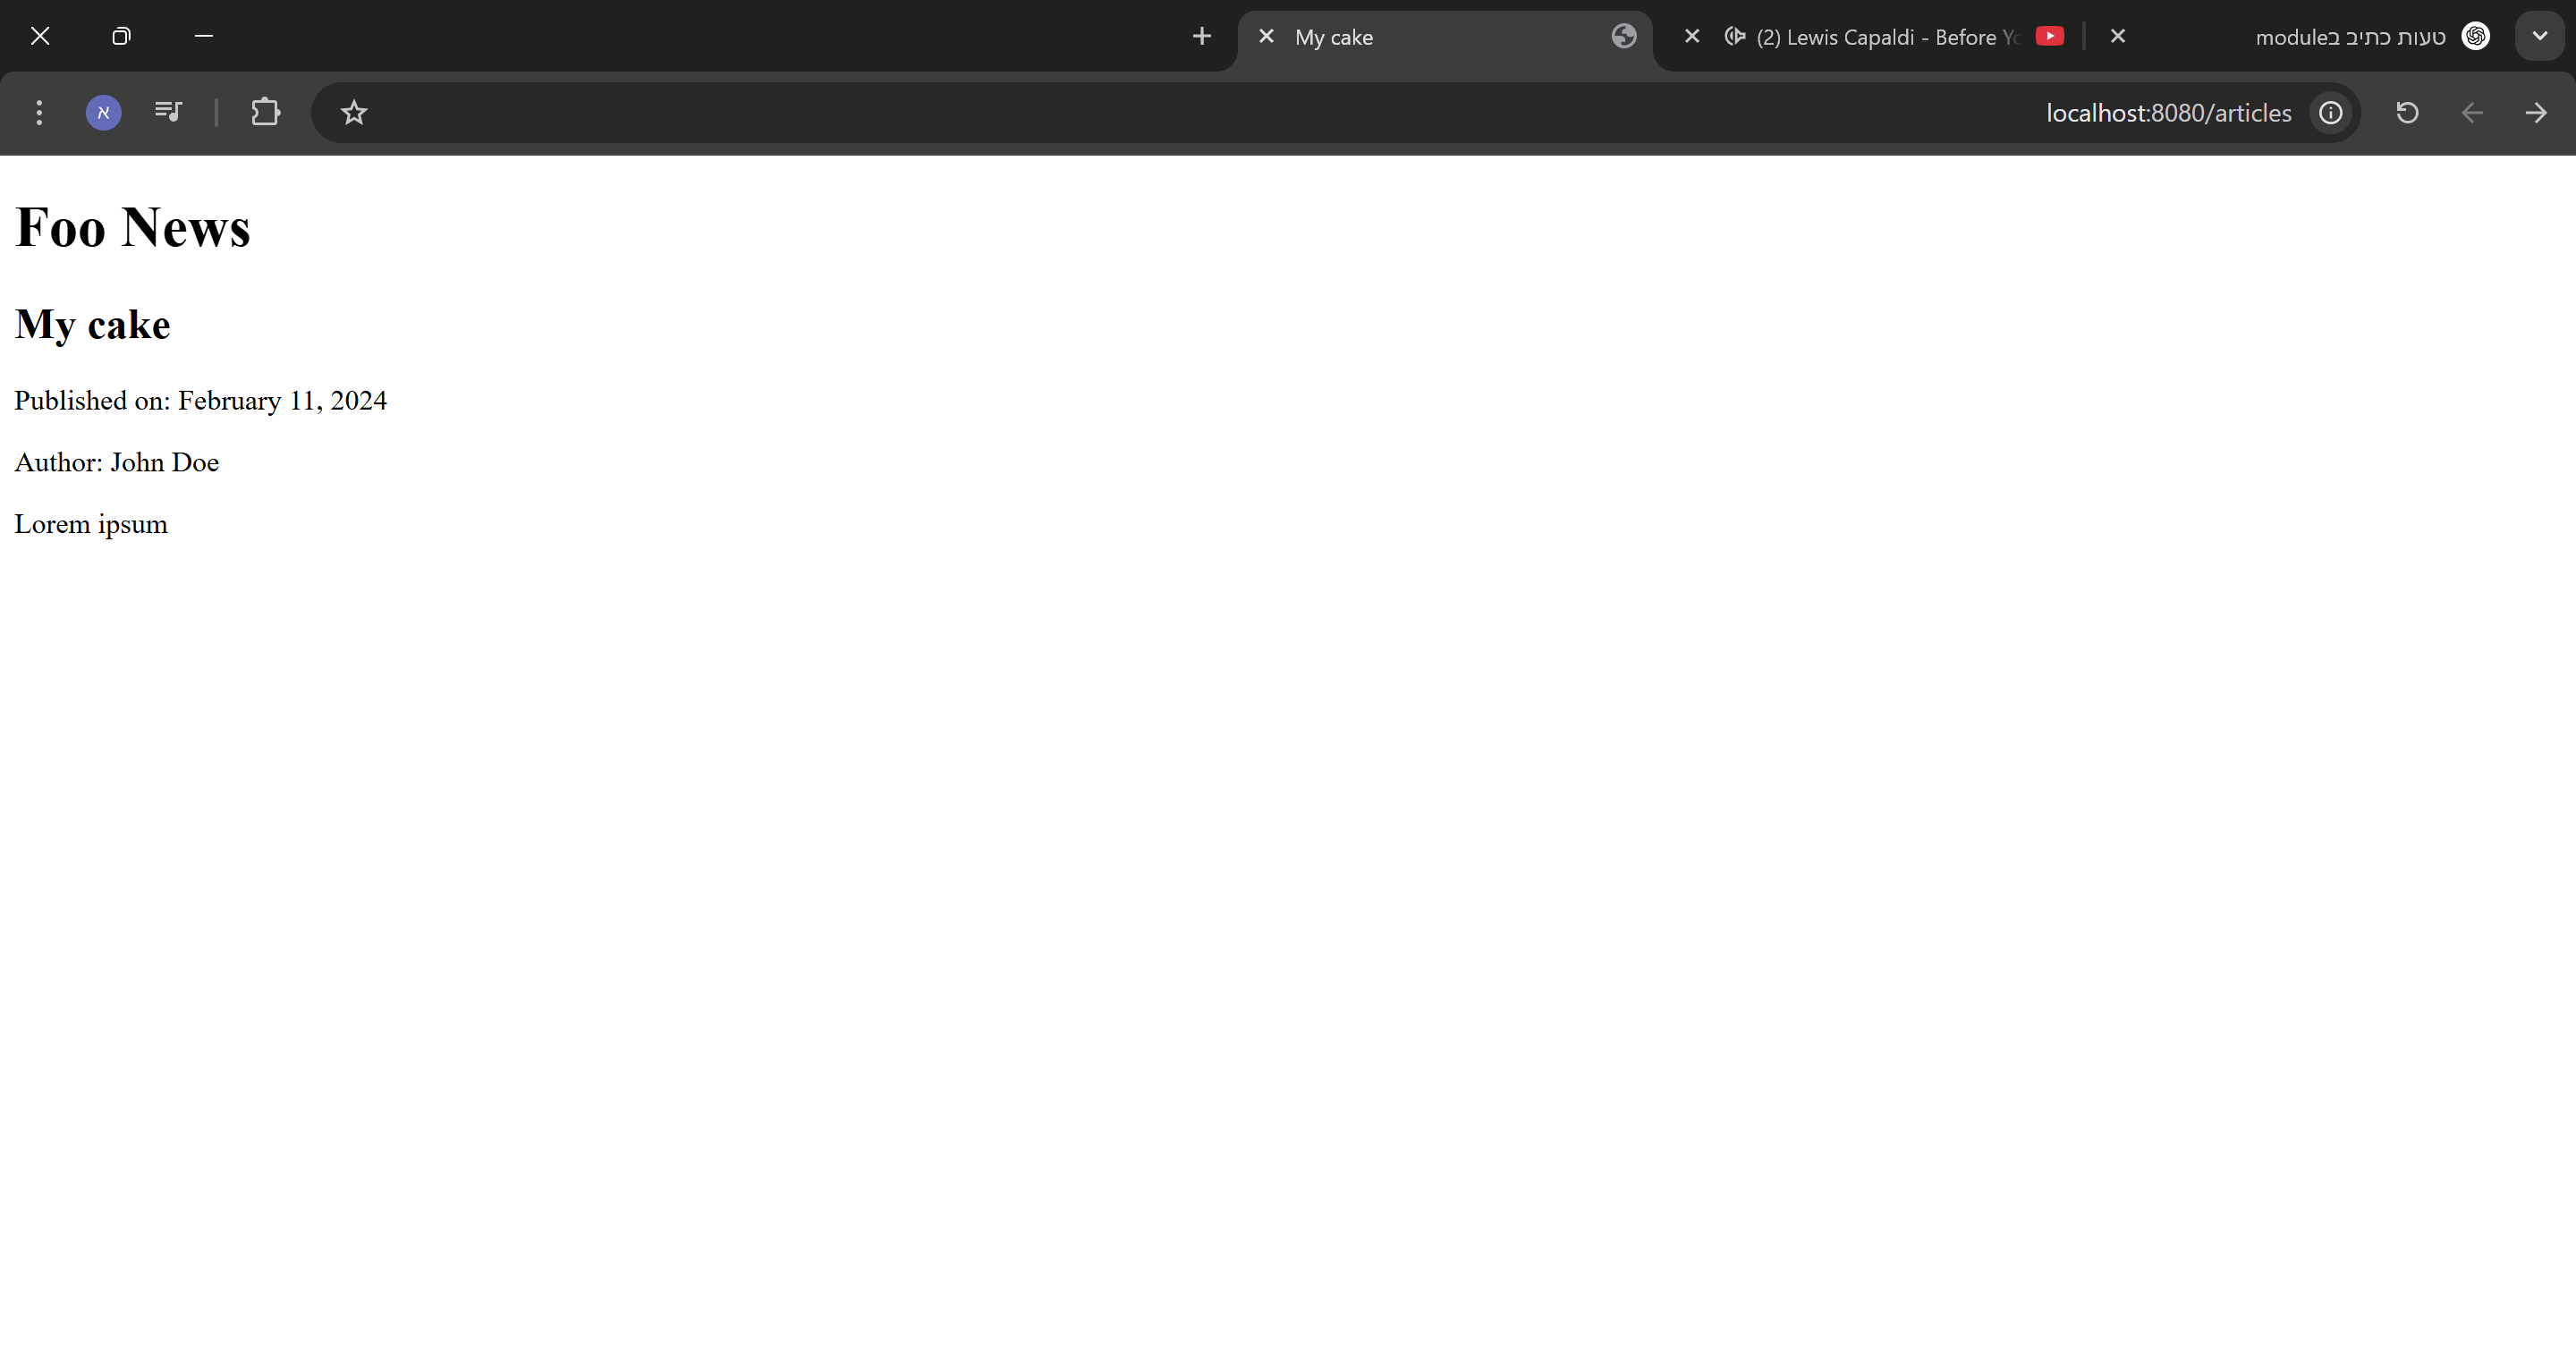 My cake
(2) Lewis Capaldi - Before Yo
טעות כתיב בmodule
א
localhost:8080/articles
Foo News
My cake
Published on: February 11, 2024
Author: John Doe
Lorem ipsum